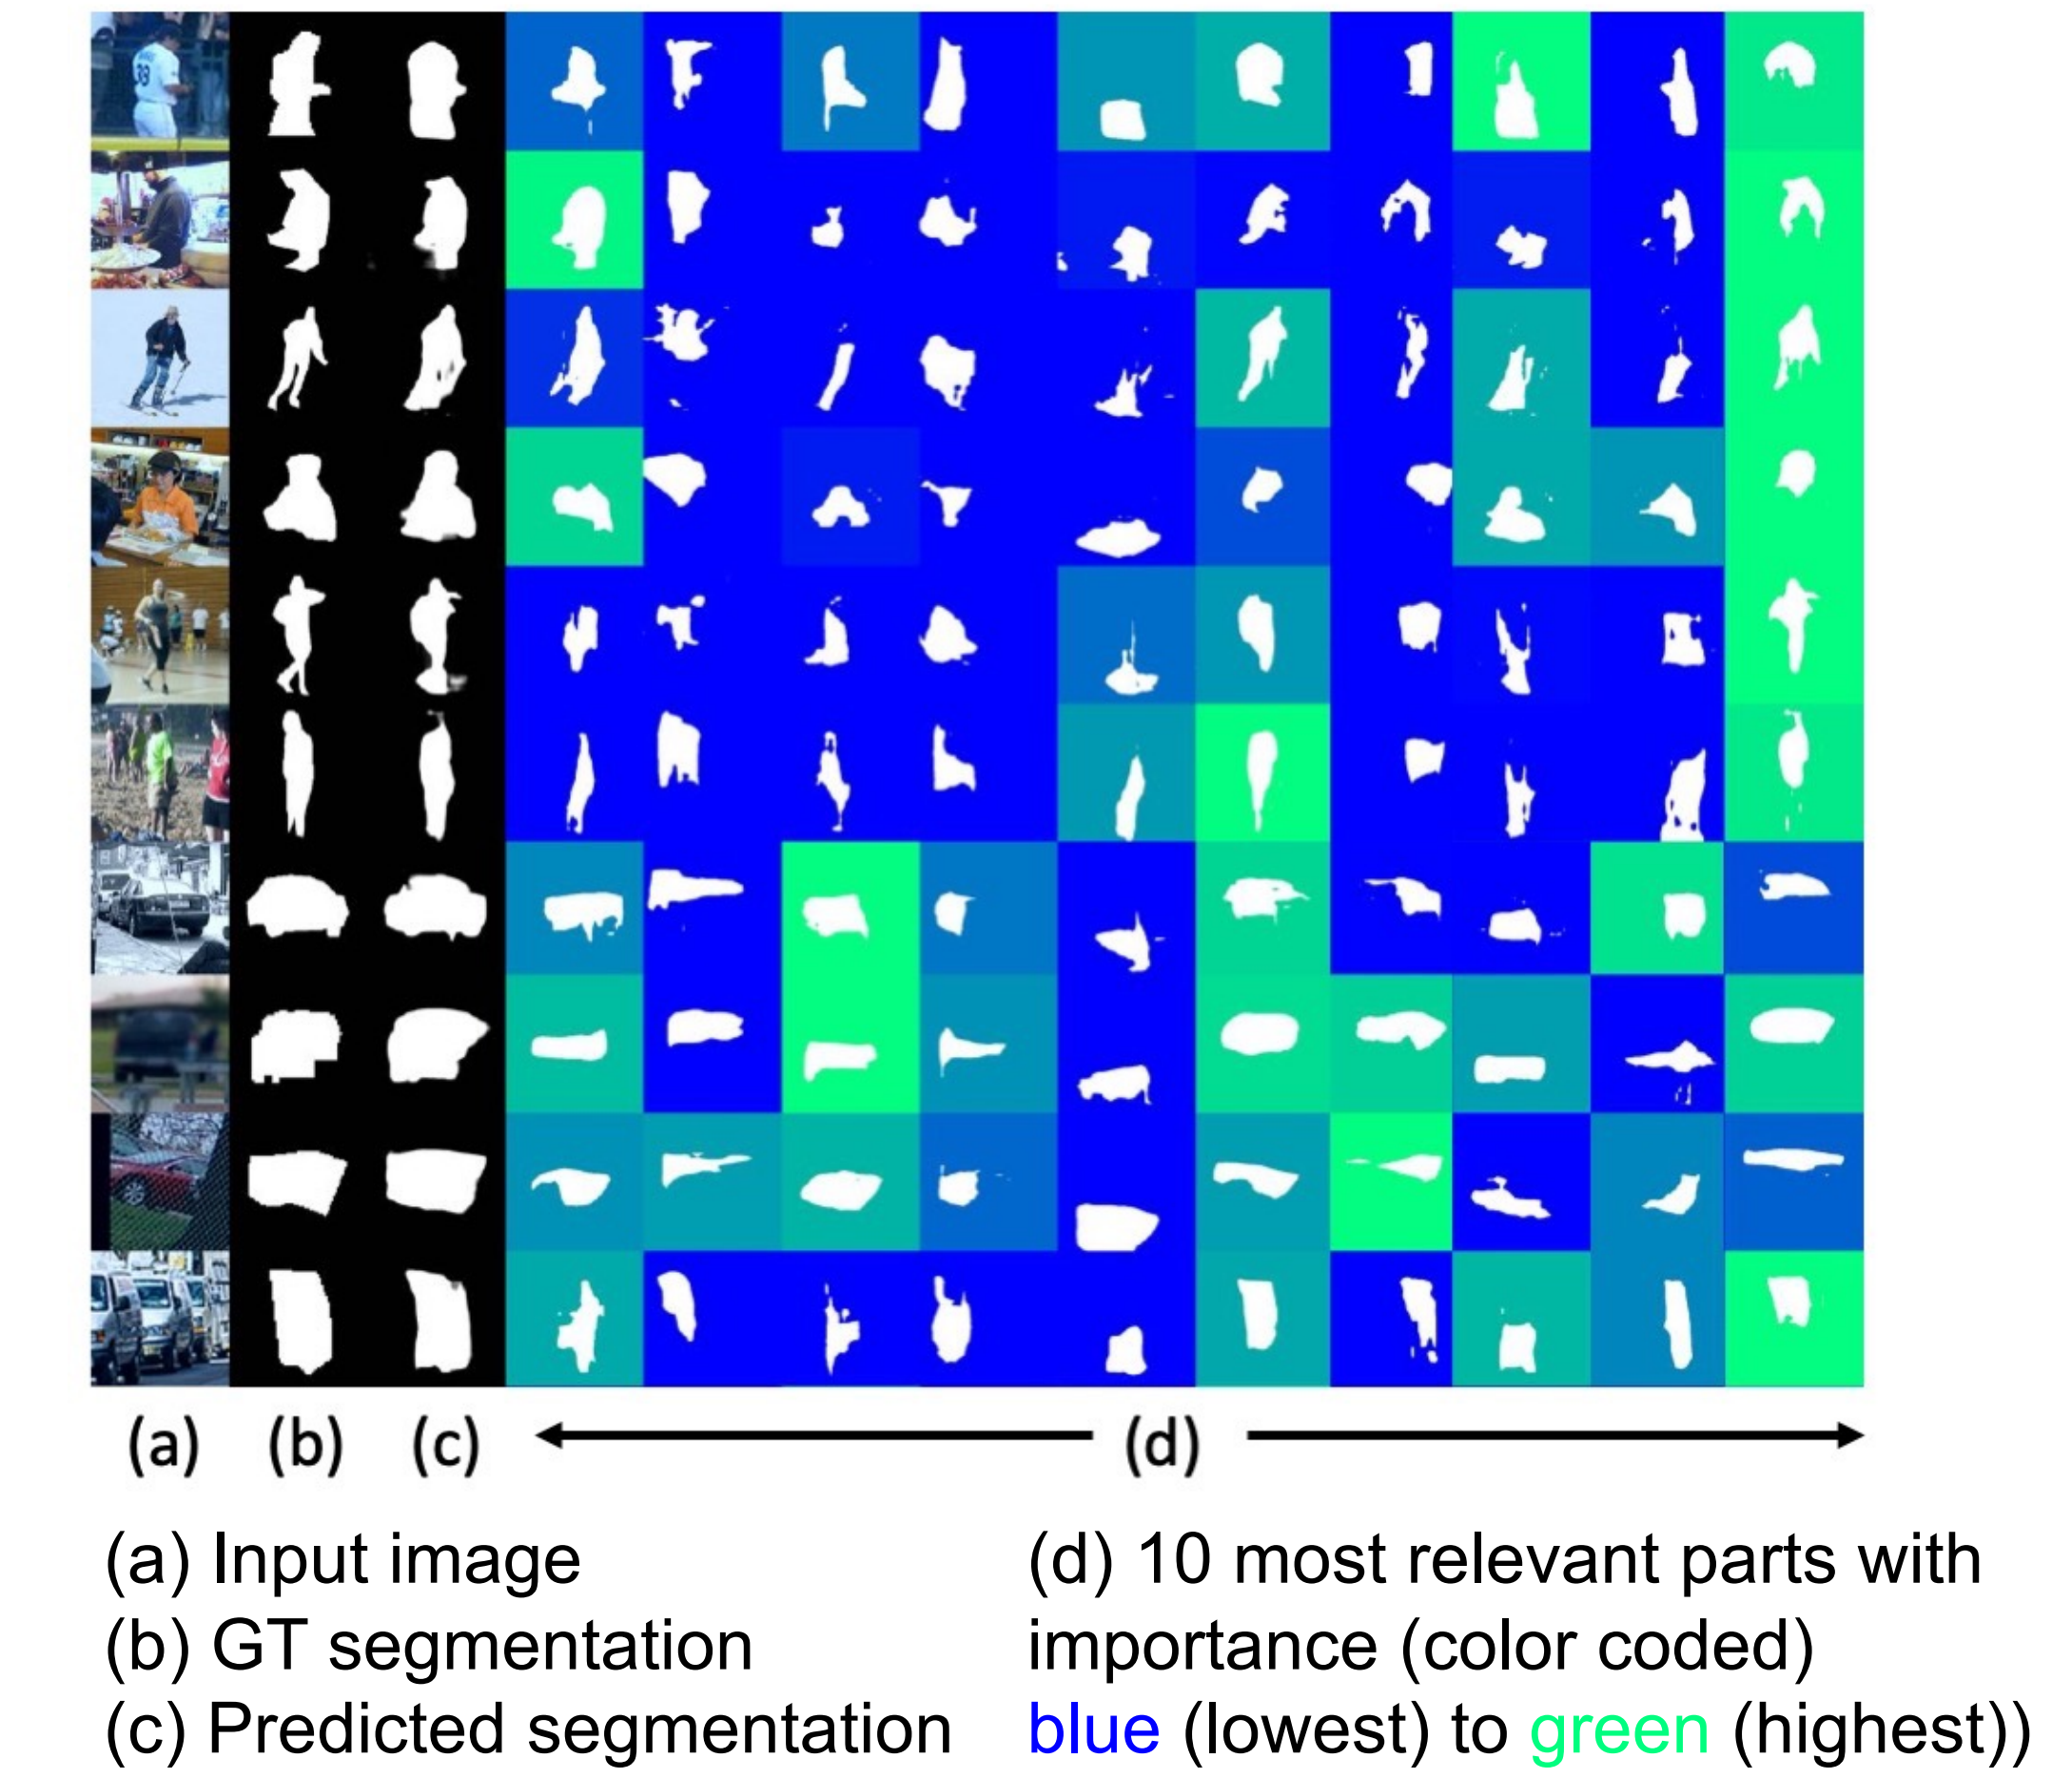 33
(a) (b) (c) (d)
(a) Input image
(b) GT segmentation
(c) Predicted segmentation
(d) 10 most relevant parts with
importance (color coded)
blue (lowest) to green (highest))